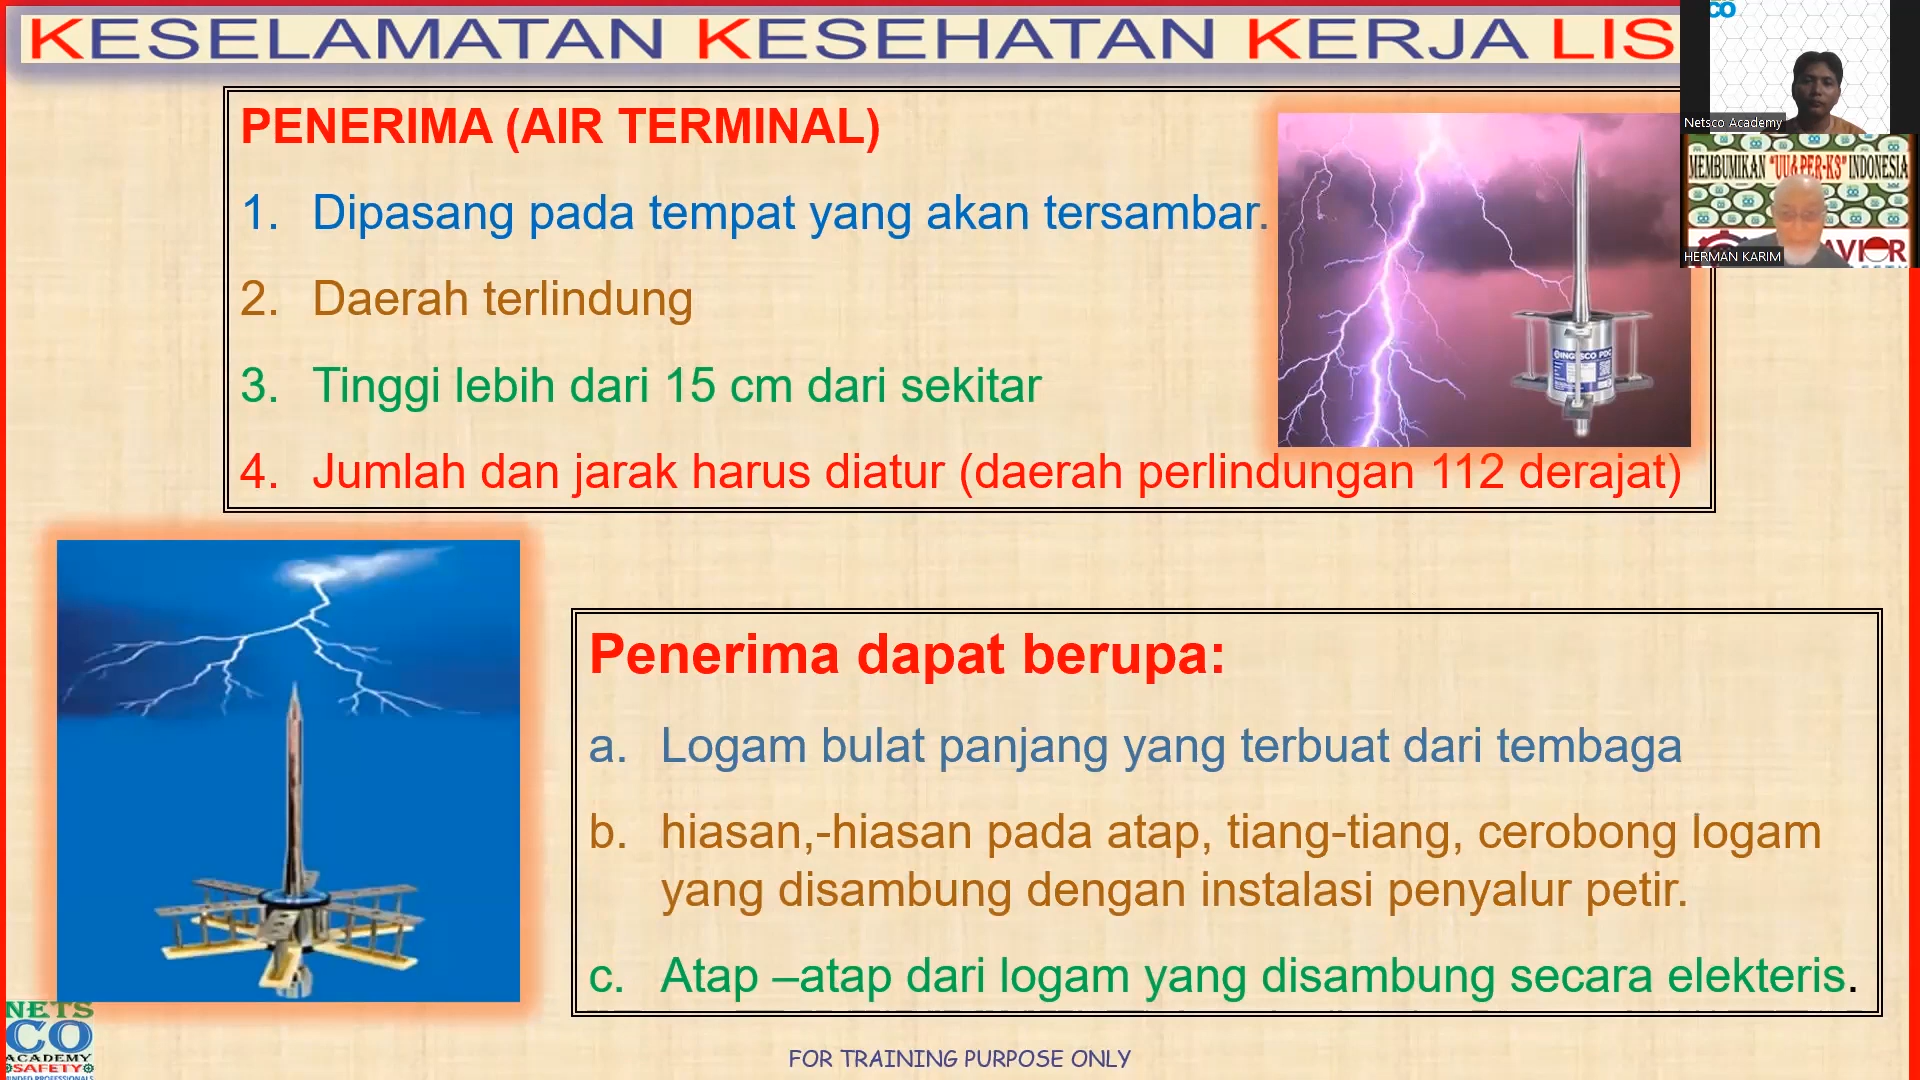 KESELAMATAN KESEHATAN KERJA LIS
CO
Netsco Academy
MEMBUMIKAN "UU&PER-K3" INDONESIA
HERMAN KARIM
PENERIMA (AIR TERMINAL)
1. Dipasang pada tempat yang akan tersambar.
2. Daerah terlindung
3. Tinggi lebih dari 15 cm dari sekitar
4. Jumlah dan jarak harus diatur (daerah perlindungan 112 derajat)
Penerima dapat berupa:
a. Logam bulat panjang yang terbuat dari tembaga
b. hiasan,-hiasan pada atap, tiang-tiang, cerobong logam
yang disambung dengan instalasi penyalur petir.
c. Atap –atap dari logam yang disambung secara elekteris.
NETS
CO
ACADEMY
SAFETY
MINDED PROFESSIONALS
FOR TRAINING PURPOSE ONLY